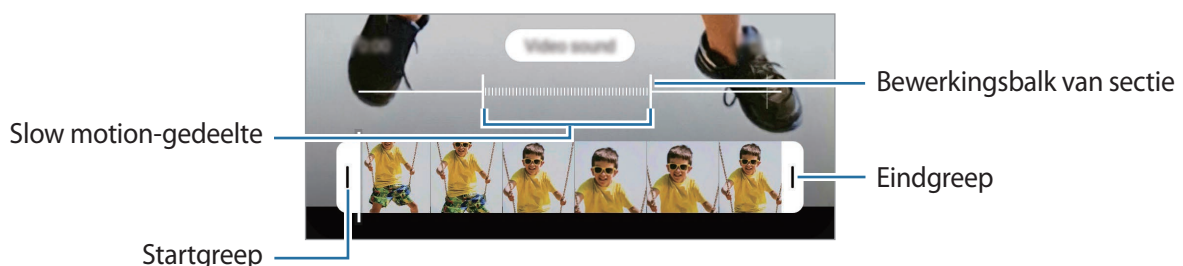 Video sound
Bewerkingsbalk van sectie
Slow motion-gedeelte
Eindgreep
Startgreep